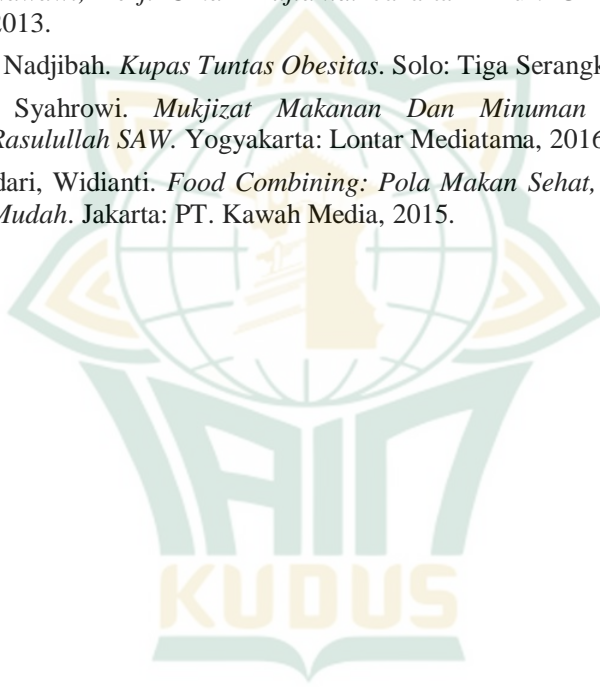 2013.
Nadjibah. Kupas Tuntas Obesitas. Solo: Tiga Serangk
Syahrowi. Mukjizat Makanan Dan Minuman
Rasulullah SAW. Yogyakarta: Lontar Mediatama, 2016
dari, Widianti. Food Combining: Pola Makan Sehat,
Mudah. Jakarta: PT. Kawah Media, 2015.
IAIN
KUDUS